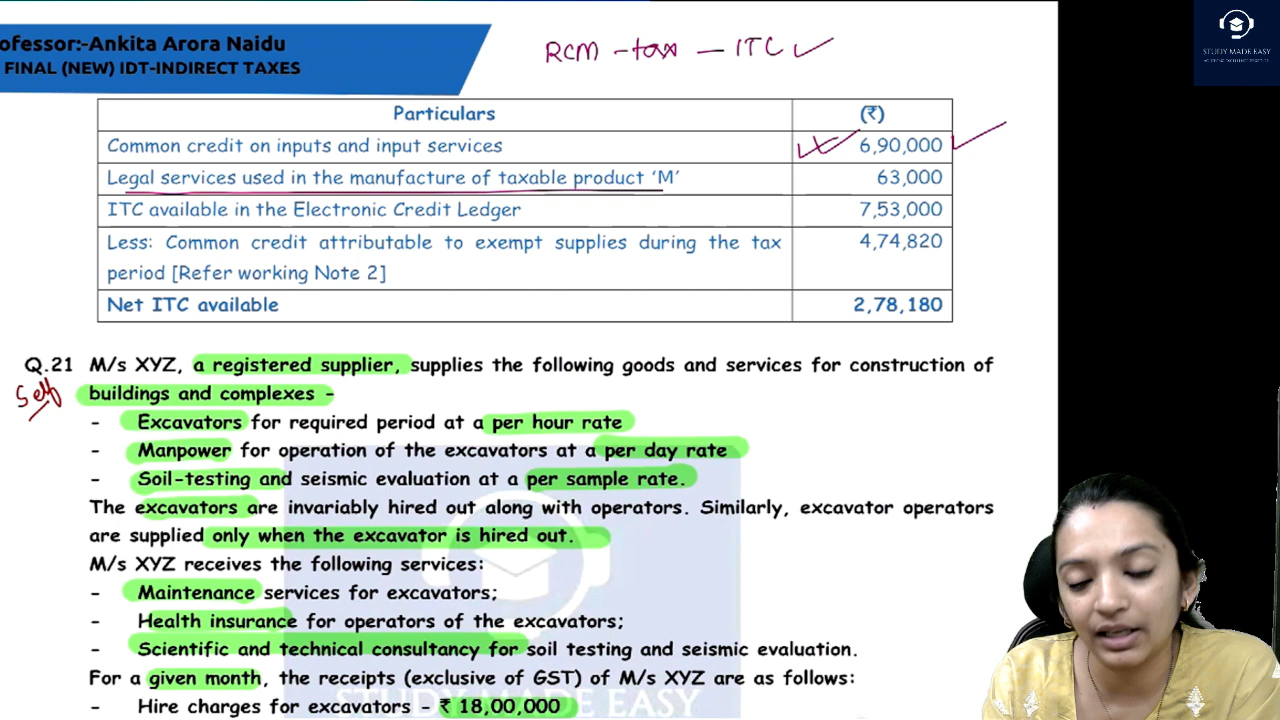 ofessor:-Ankita Arora Naidu
FINAL (NEW) IDT-INDIRECT TAXES
RCM - tax - ITC ✓
STUDY MADE EASY
Particulars (₹)
Common credit on inputs and input services 6,90,000
Legal services used in the manufacture of taxable product ‘M’ 63,000
ITC available in the Electronic Credit Ledger 7,53,000
Less: Common credit attributable to exempt supplies during the tax 4,74,820
period [Refer working Note 2]
Net ITC available 2,78,180
Q.21 M/s XYZ, a registered supplier, supplies the following goods and services for construction of
Self buildings and complexes -
- Excavators for required period at a per hour rate
- Manpower for operation of the excavators at a per day rate
- Soil-testing and seismic evaluation at a per sample rate.
The excavators are invariably hired out along with operators. Similarly, excavator operators
are supplied only when the excavator is hired out.
M/s XYZ receives the following services:
- Maintenance services for excavators;
- Health insurance for operators of the excavators;
- Scientific and technical consultancy for soil testing and seismic evaluation.
For a given month, the receipts (exclusive of GST) of M/s XYZ are as follows:
- Hire charges for excavators - ₹ 18,00,000
STUDY MADE EASY